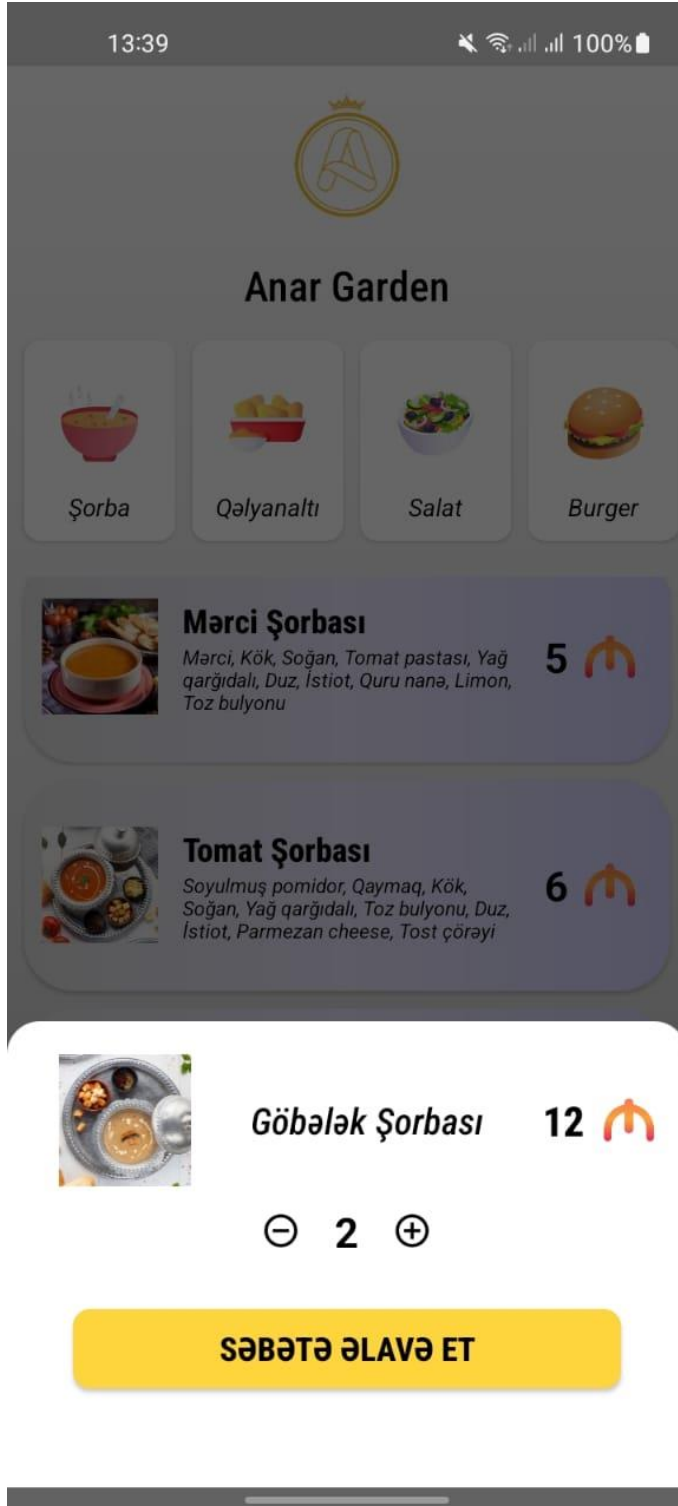 13:39
100%
Anar Garden
Şorba
Qəlyanaltı
Salat
Burger
Mərci Şorbası
Mərci, Kök, Soğan, Tomat pastası, Yağ
qarğıdalı, Duz, İstiot, Quru nanə, Limon,
Toz bulyonu
5 ₼
Tomat Şorbası
Soyulmuş pomidor, Qaymaq, Kök,
Soğan, Yağ qarğıdalı, Toz bulyonu, Duz,
İstiot, Parmezan cheese, Tost çörəyi
6 ₼
Göbələk Şorbası
12 ₼
2
SƏBƏTƏ ƏLAVƏ ET